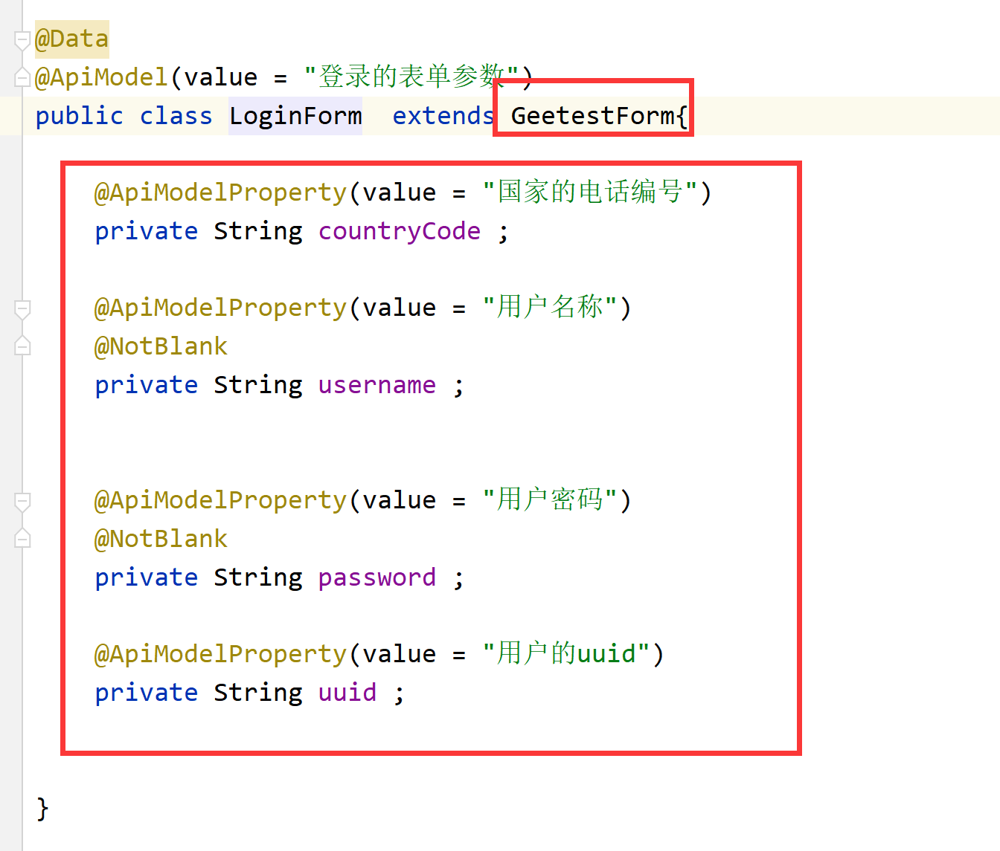 @Data
@ApiModel(value = "登录的表单参数")
public class LoginForm  extends GeetestForm{
@ApiModelProperty(value = "国家的电话编号")
private String countryCode ;
@ApiModelProperty(value = "用户名称")
@NotBlank
private String username ;
@ApiModelProperty(value = "用户密码")
@NotBlank
private String password ;
@ApiModelProperty(value = "用户的uuid")
private String uuid ;
}